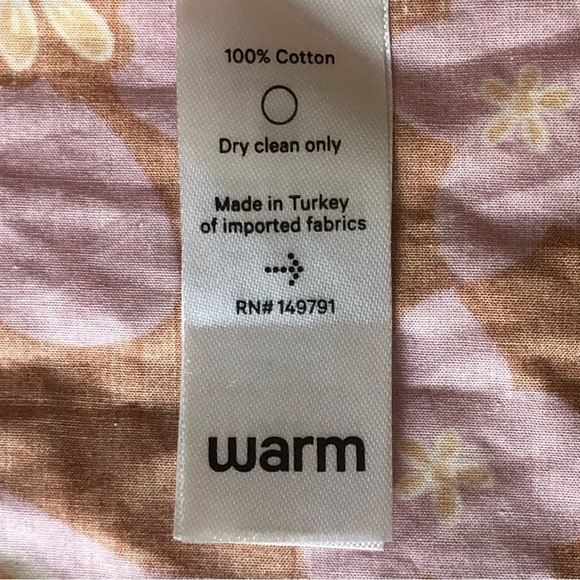 100% Cotton
Dry clean only
Made in Turkey
of imported fabrics
RN# 149791
warm